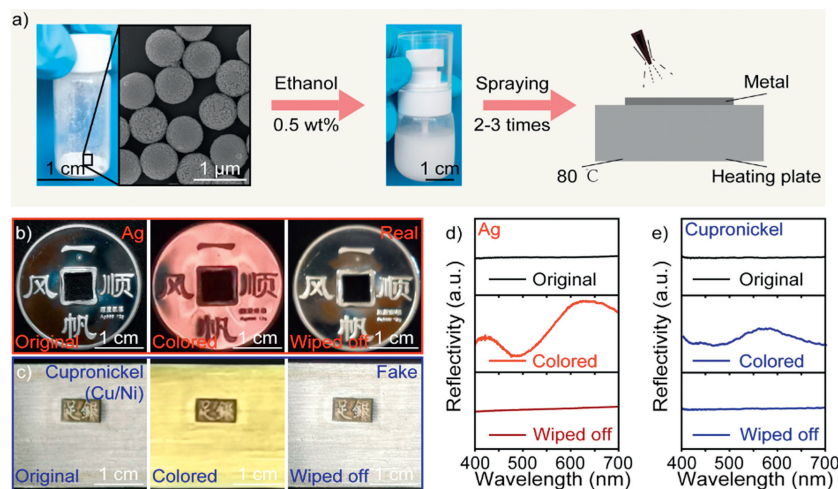 a)
Ethanol
0.5 wt%
Spraying
2-3 times
Metal
1 cm
1 μm
1 cm
80 ℃
Heating plate
b)
Ag
Real
一
风 顺
帆
Original
1 cm
Colored
1 cm
Wiped off
1 cm
c)
Cupronickel
(Cu/Ni)
Fake
足銀
Original
1 cm
Colored
1 cm
Wiped off
1 cm
d)
Ag
Original
Colored
Wiped off
Reflectivity (a.u.)
400 500 600 700
Wavelength (nm)
e)
Cupronickel
Original
Colored
Wiped off
Reflectivity (a.u.)
400 500 600 700
Wavelength (nm)